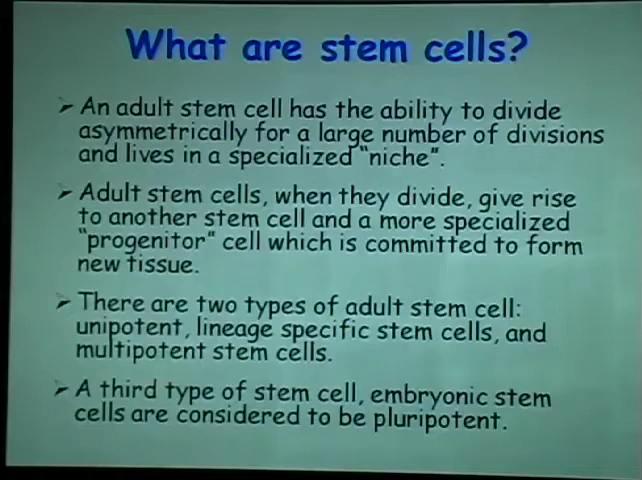 What are stem cells?
➢ An adult stem cell has the ability to divide
asymmetrically for a large number of divisions
and lives in a specialized "niche".
➢ Adult stem cells, when they divide, give rise
to another stem cell and a more specialized
"progenitor" cell which is committed to form
new tissue.
➢ There are two types of adult stem cell:
unipotent, lineage specific stem cells, and
multipotent stem cells.
➢ A third type of stem cell, embryonic stem
cells are considered to be pluripotent.